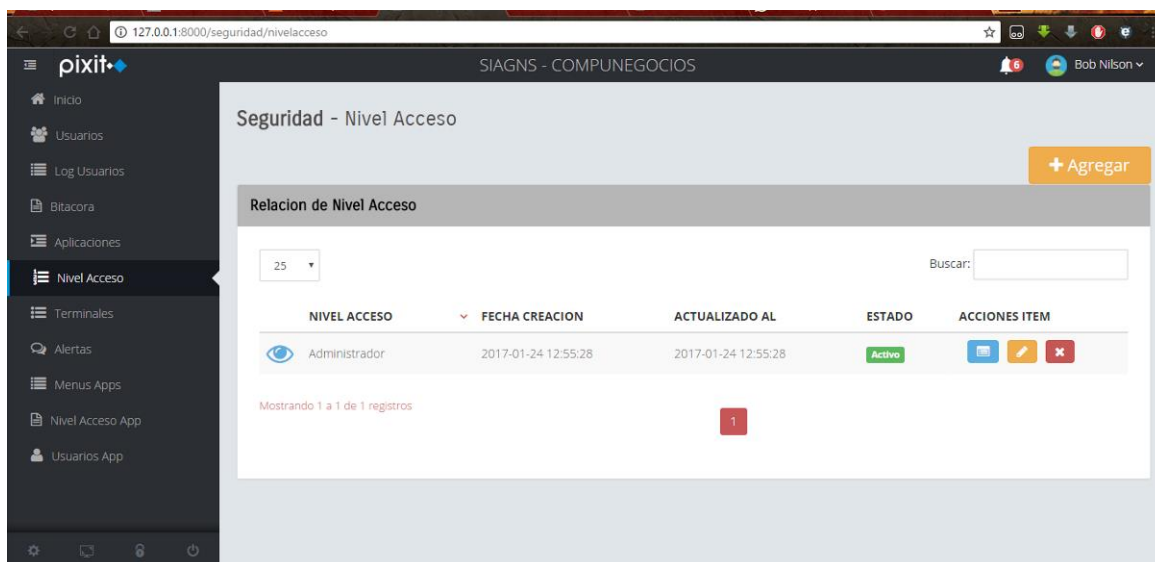 127.0.0.1:8000/seguridad/nivelacceso
pixit
SIAGNS - COMPUNEGOCIOS
6
Bob Nilson
Inicio
Usuarios
Log Usuarios
Bitacora
Aplicaciones
Nivel Acceso
Terminales
Alertas
Menus Apps
Nivel Acceso App
Usuarios App
Seguridad - Nivel Acceso
Agregar
Relacion de Nivel Acceso
25
Buscar:
NIVEL ACCESO FECHA CREACION ACTUALIZADO AL ESTADO ACCIONES ITEM
Administrador 2017-01-24 12:55:28 2017-01-24 12:55:28 Activo
Mostrando 1 a 1 de 1 registros
1